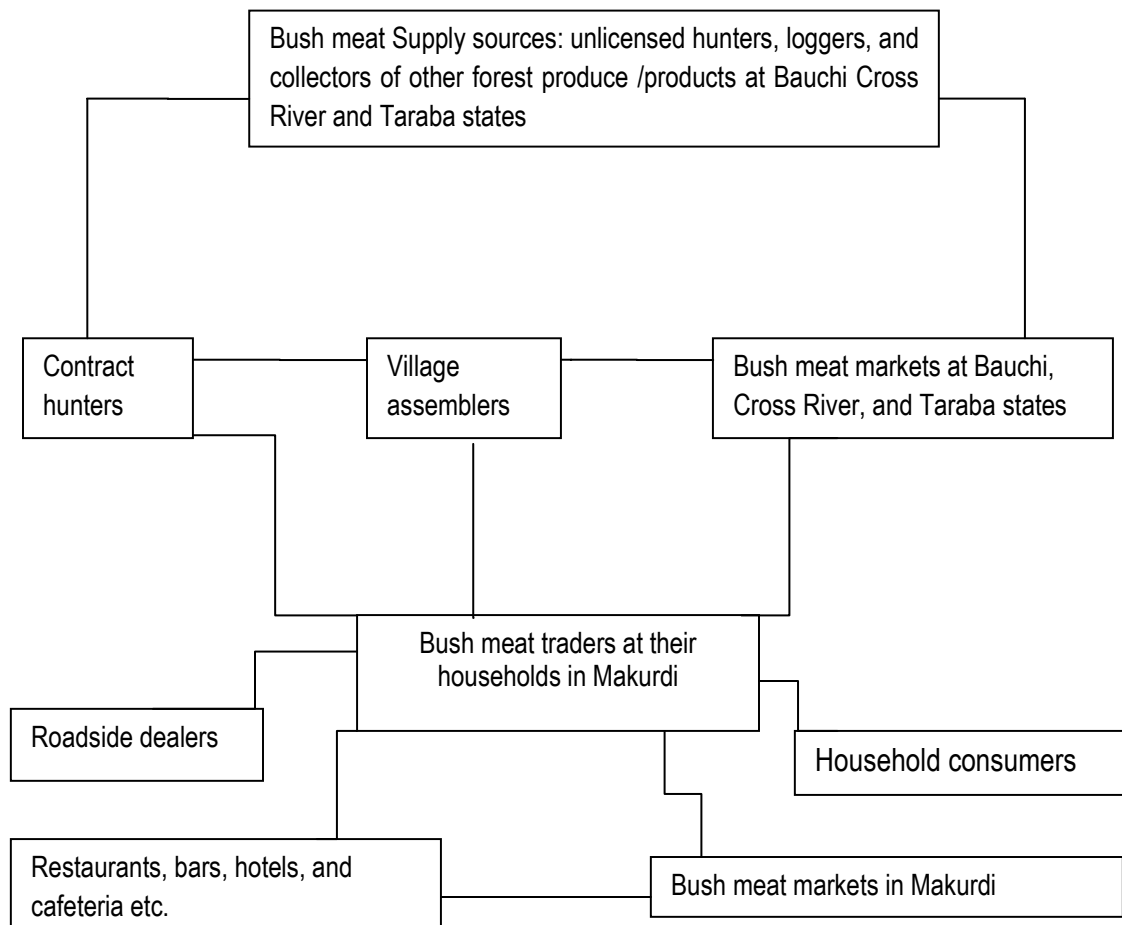 Bush meat Supply sources: unlicensed hunters, loggers, and
collectors of other forest produce /products at Bauchi Cross
River and Taraba states
Contract
hunters
Village
assemblers
Bush meat markets at Bauchi,
Cross River, and Taraba states
Bush meat traders at their
households in Makurdi
Roadside dealers
Household consumers
Restaurants, bars, hotels, and
cafeteria etc.
Bush meat markets in Makurdi